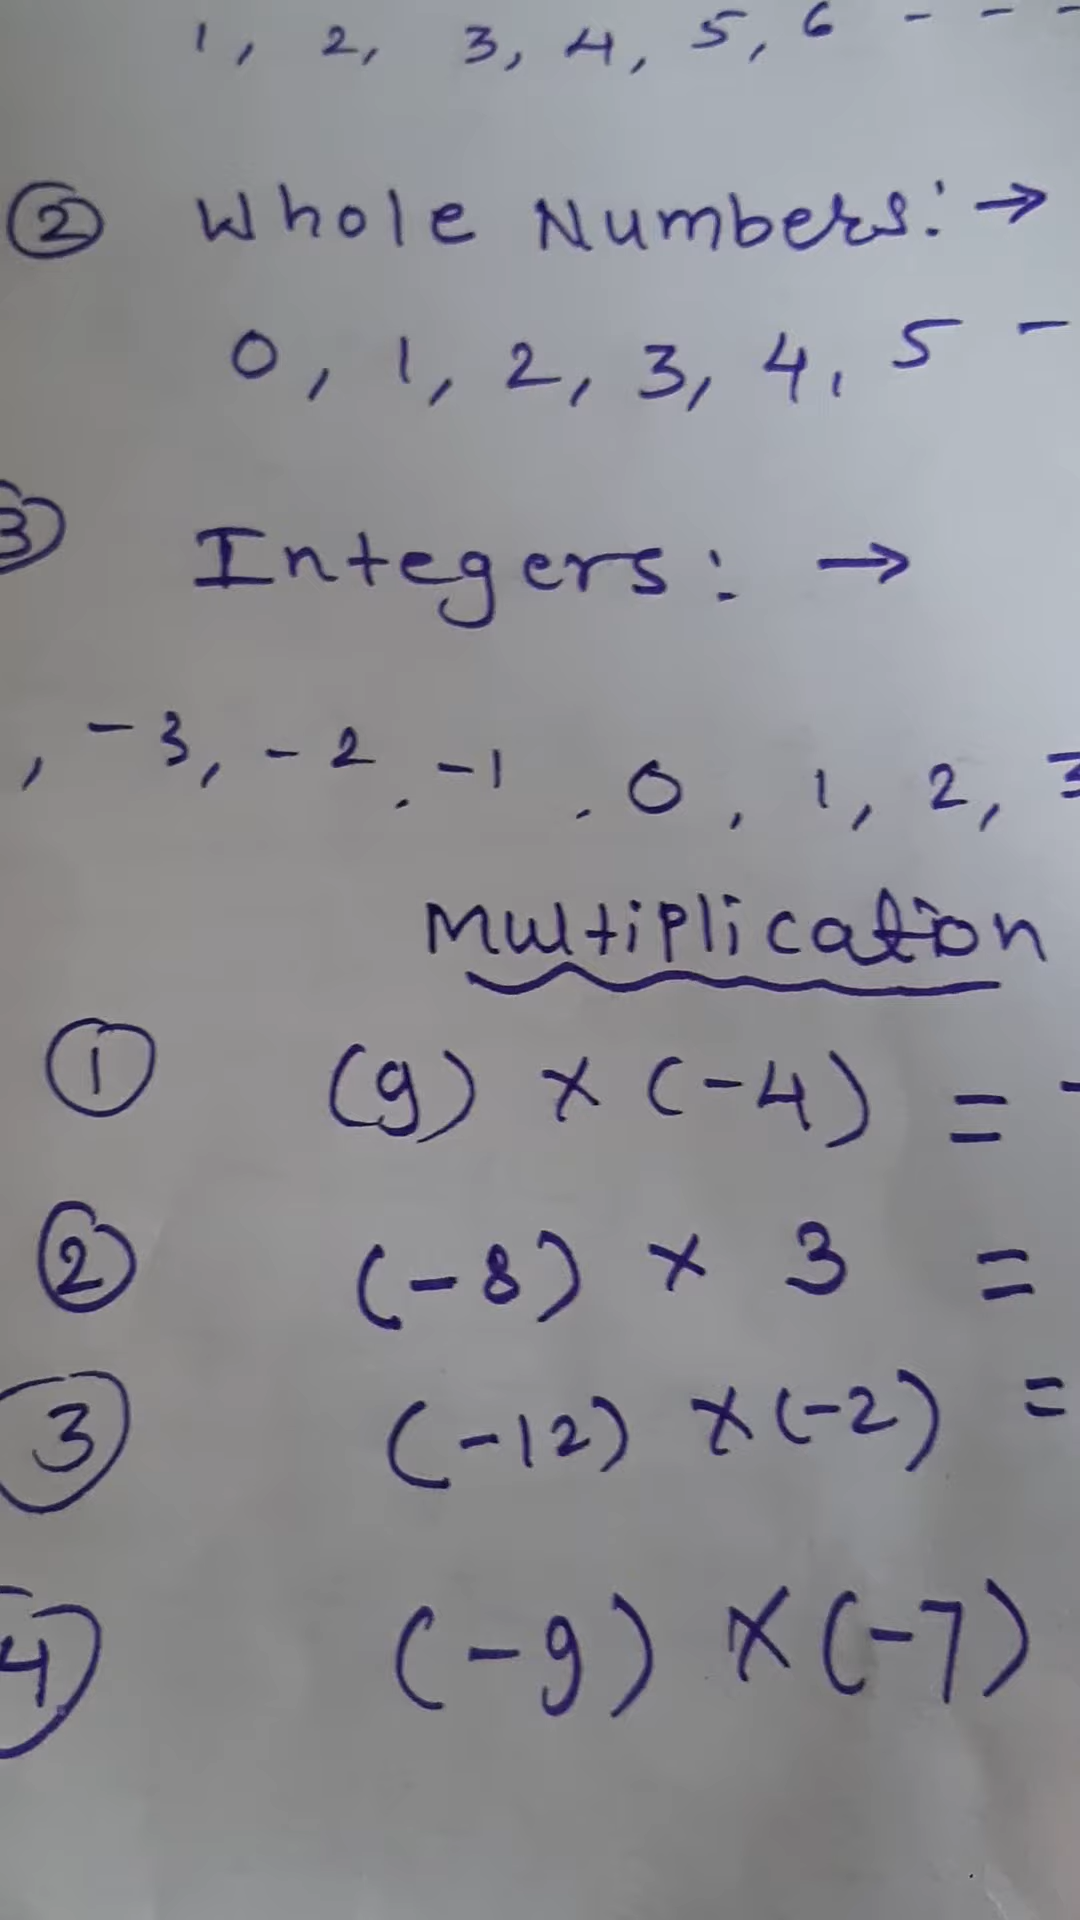 1, 2, 3, 4, 5, 6 - - -
② Whole Numbers: →
0, 1, 2, 3, 4, 5 -
③ Integers: →
, -3, -2, -1, 0, 1, 2, 3
Multiplication
① (9) × (-4) = -
② (-8) × 3 =
③ (-12) × (-2) =
④ (-9) × (-7)